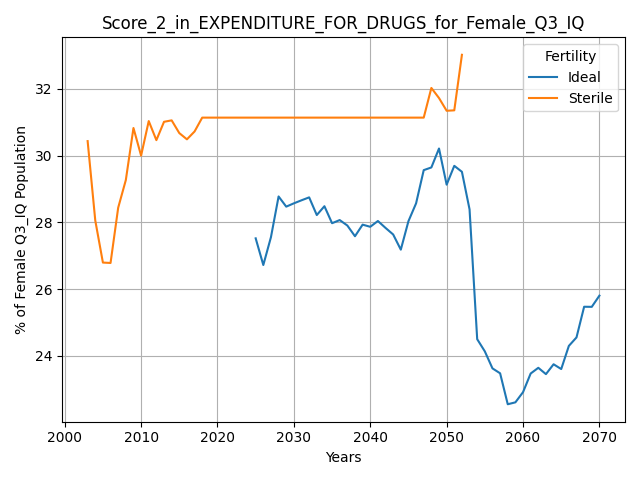 Score_2_in_EXPENDITURE_FOR_DRUGS_for_Female_Q3_IQ
Fertility
Ideal
Sterile
% of Female Q3_IQ Population
32
30
28
26
24
2000 2010 2020 2030 2040 2050 2060 2070
Years